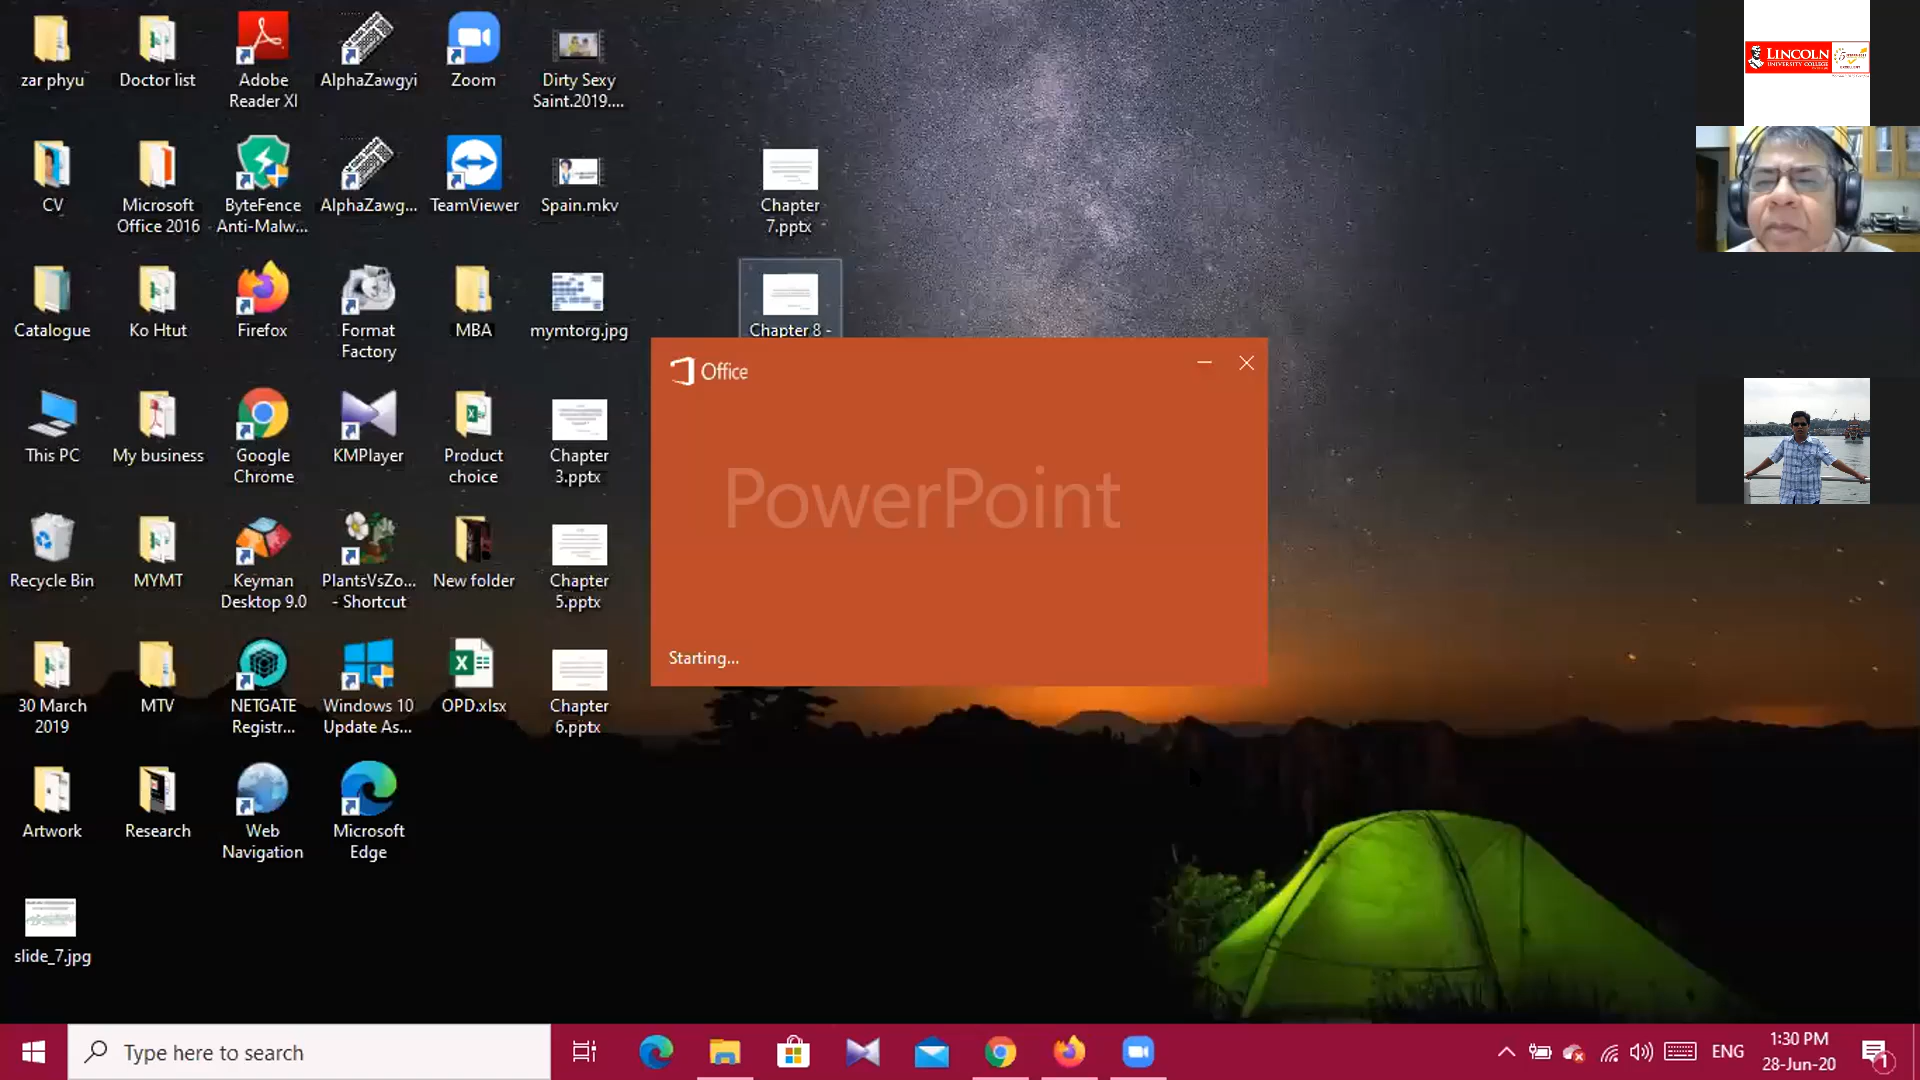 zar phyu
Doctor list
Adobe
Reader XI
AlphaZawgyi
Zoom
Dirty Sexy
Saint.2019....
LINCOLN
UNIVERSITY COLLEGE
CV
Microsoft
Office 2016
ByteFence
Anti-Malw...
AlphaZawg...
TeamViewer
Spain.mkv
Chapter
7.pptx
Catalogue
Ko Htut
Firefox
Format
Factory
MBA
mymtorg.jpg
Chapter 8 -
Office
PowerPoint
Starting...
This PC
My business
Google
Chrome
KMPlayer
Product
choice
Chapter
3.pptx
Recycle Bin
MYMT
Keyman
Desktop 9.0
PlantsVsZo...
- Shortcut
New folder
Chapter
5.pptx
30 March
2019
MTV
NETGATE
Registr...
Windows 10
Update As...
OPD.xlsx
Chapter
6.pptx
Artwork
Research
Web
Navigation
Microsoft
Edge
slide_7.jpg
Type here to search
ENG
1:30 PM
28-Jun-20
1